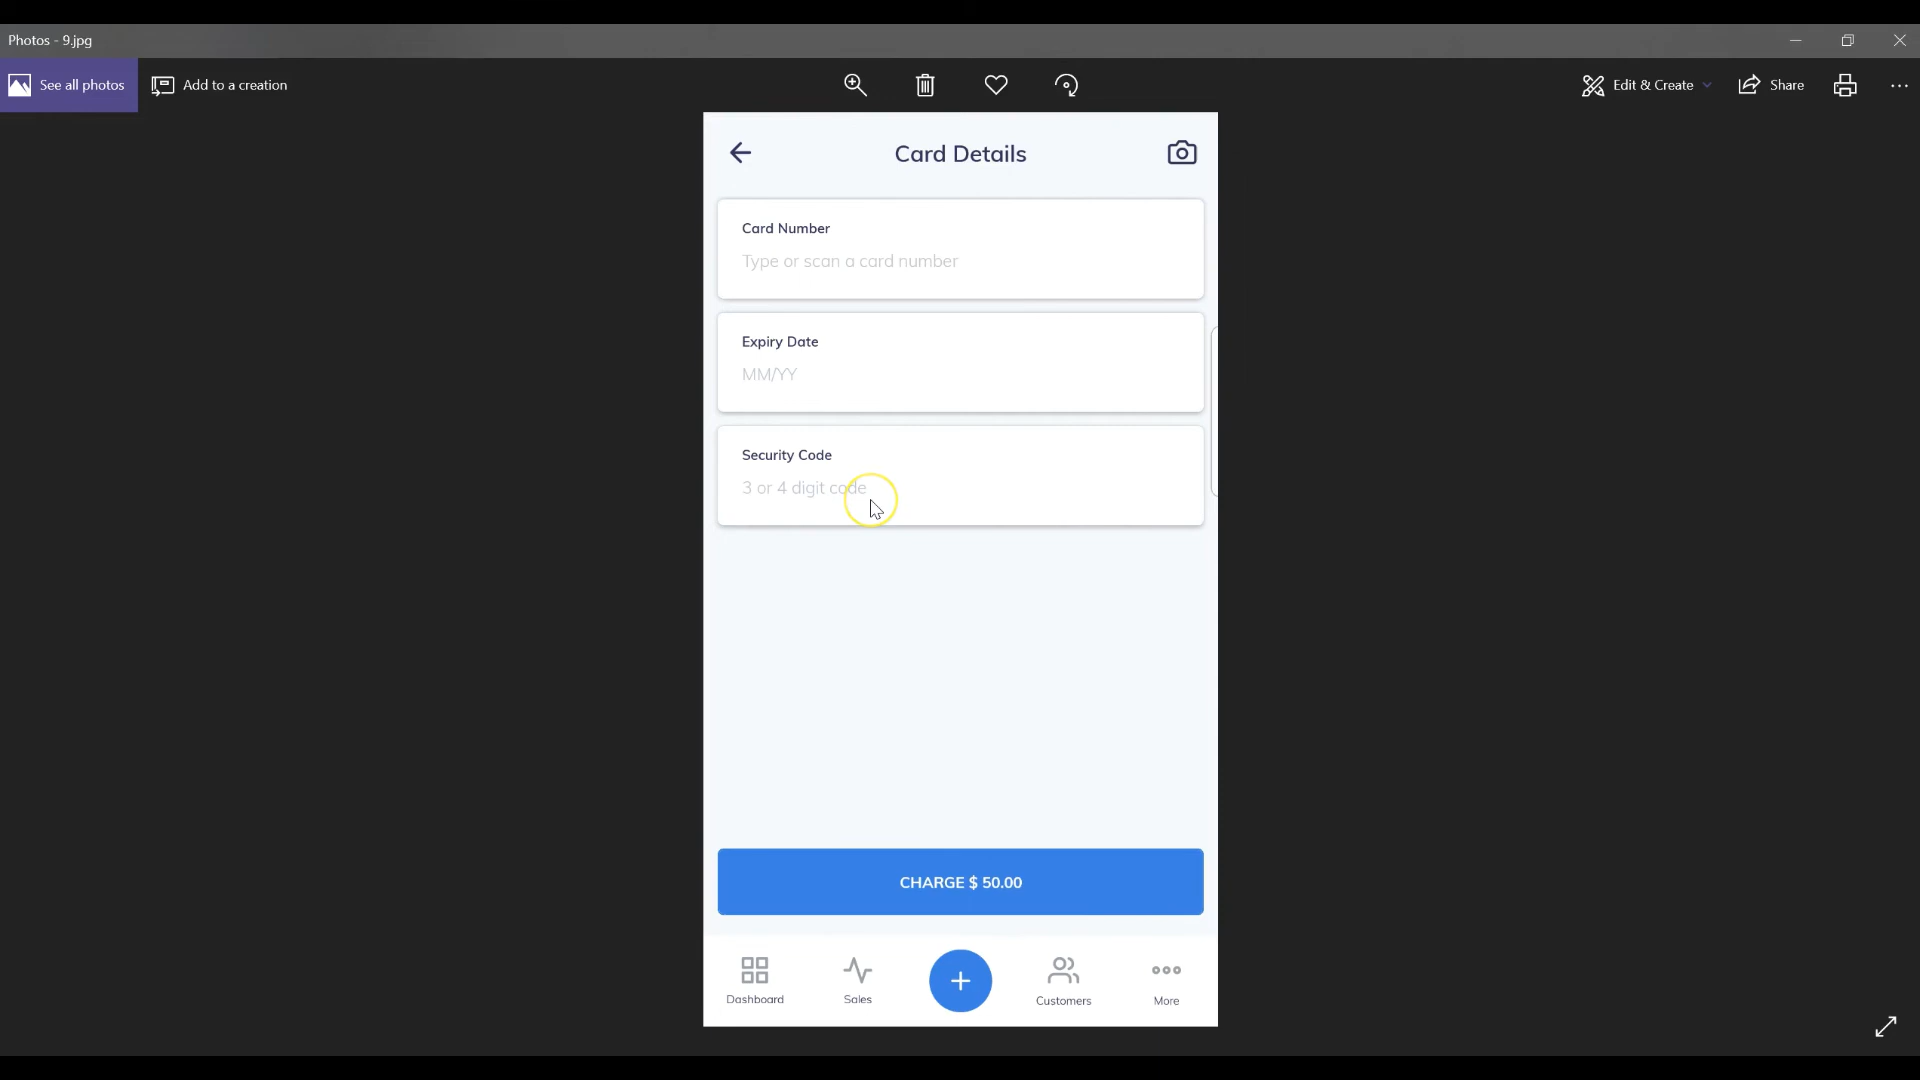 Photos - 9.jpg
See all photos
Add to a creation
Edit & Create
Share
Card Details
Card Number
Type or scan a card number
Expiry Date
MM/YY
Security Code
3 or 4 digit code
CHARGE $ 50.00
Dashboard
Sales
Customers
More